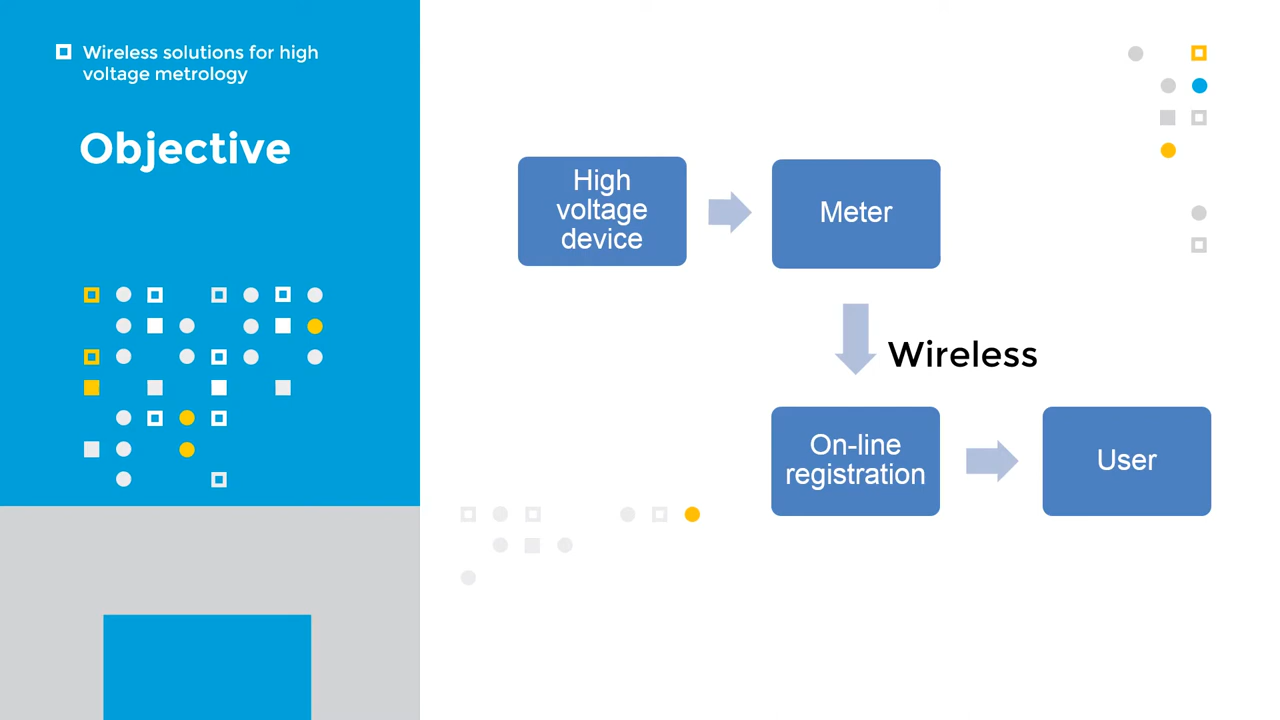 Wireless solutions for high
voltage metrology
Objective
High
voltage
device
Meter
Wireless
On-line
registration
User